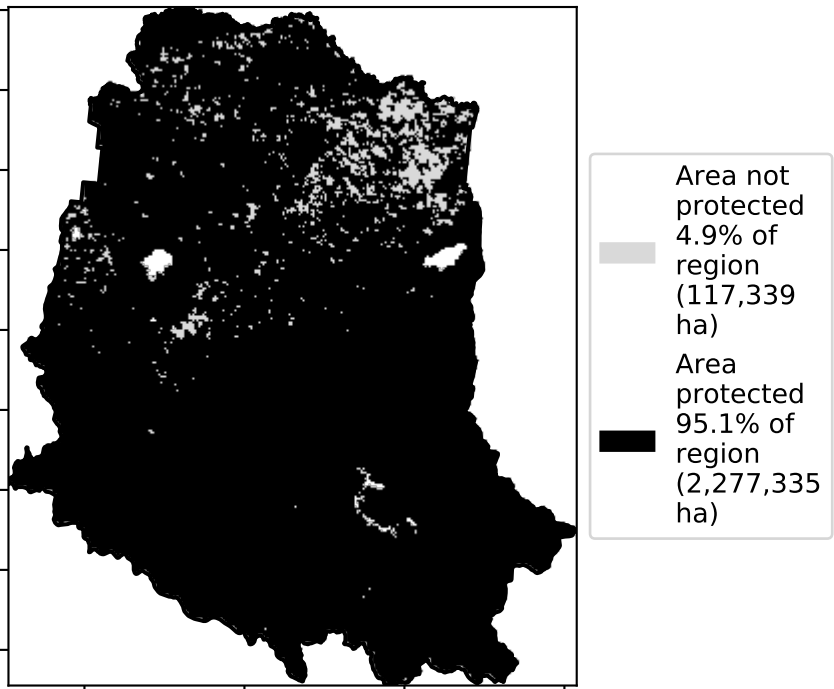 Area not
protected
4.9% of
region
(117,339
ha)
Area
protected
95.1% of
region
(2,277,335
ha)